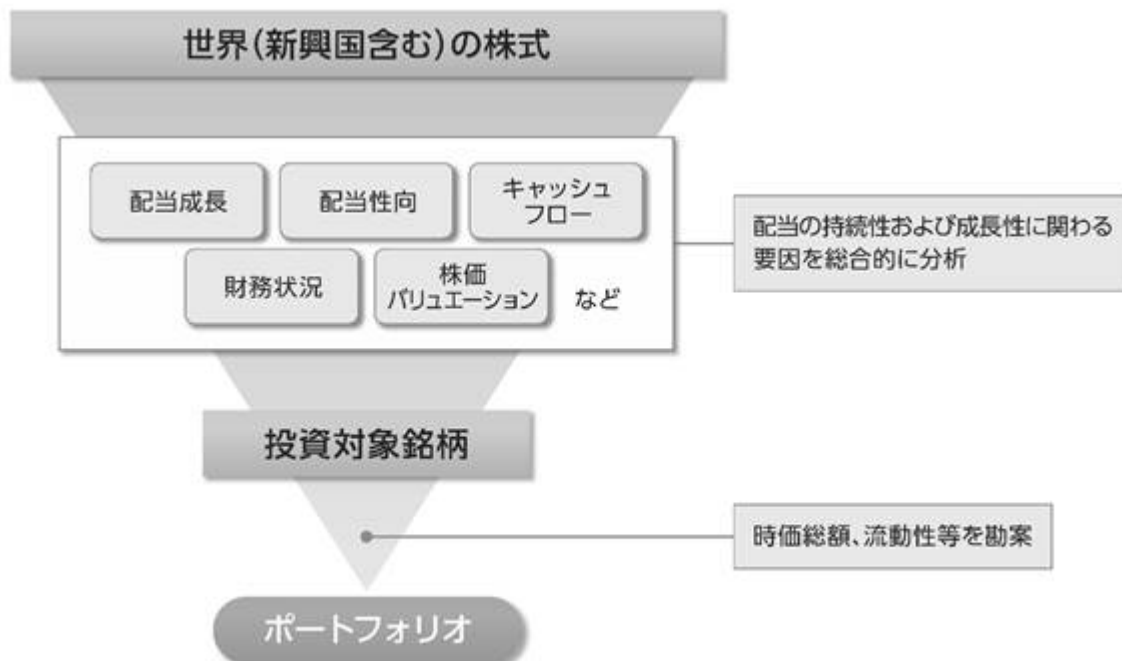 世界(新興国含む)の株式
配当成長
配当性向
キャッシュ
フロー
財務状況
株価
バリュエーション
など
配当の持続性および成長性に関わる
要因を総合的に分析
投資対象銘柄
時価総額、流動性等を勘案
ポートフォリオ